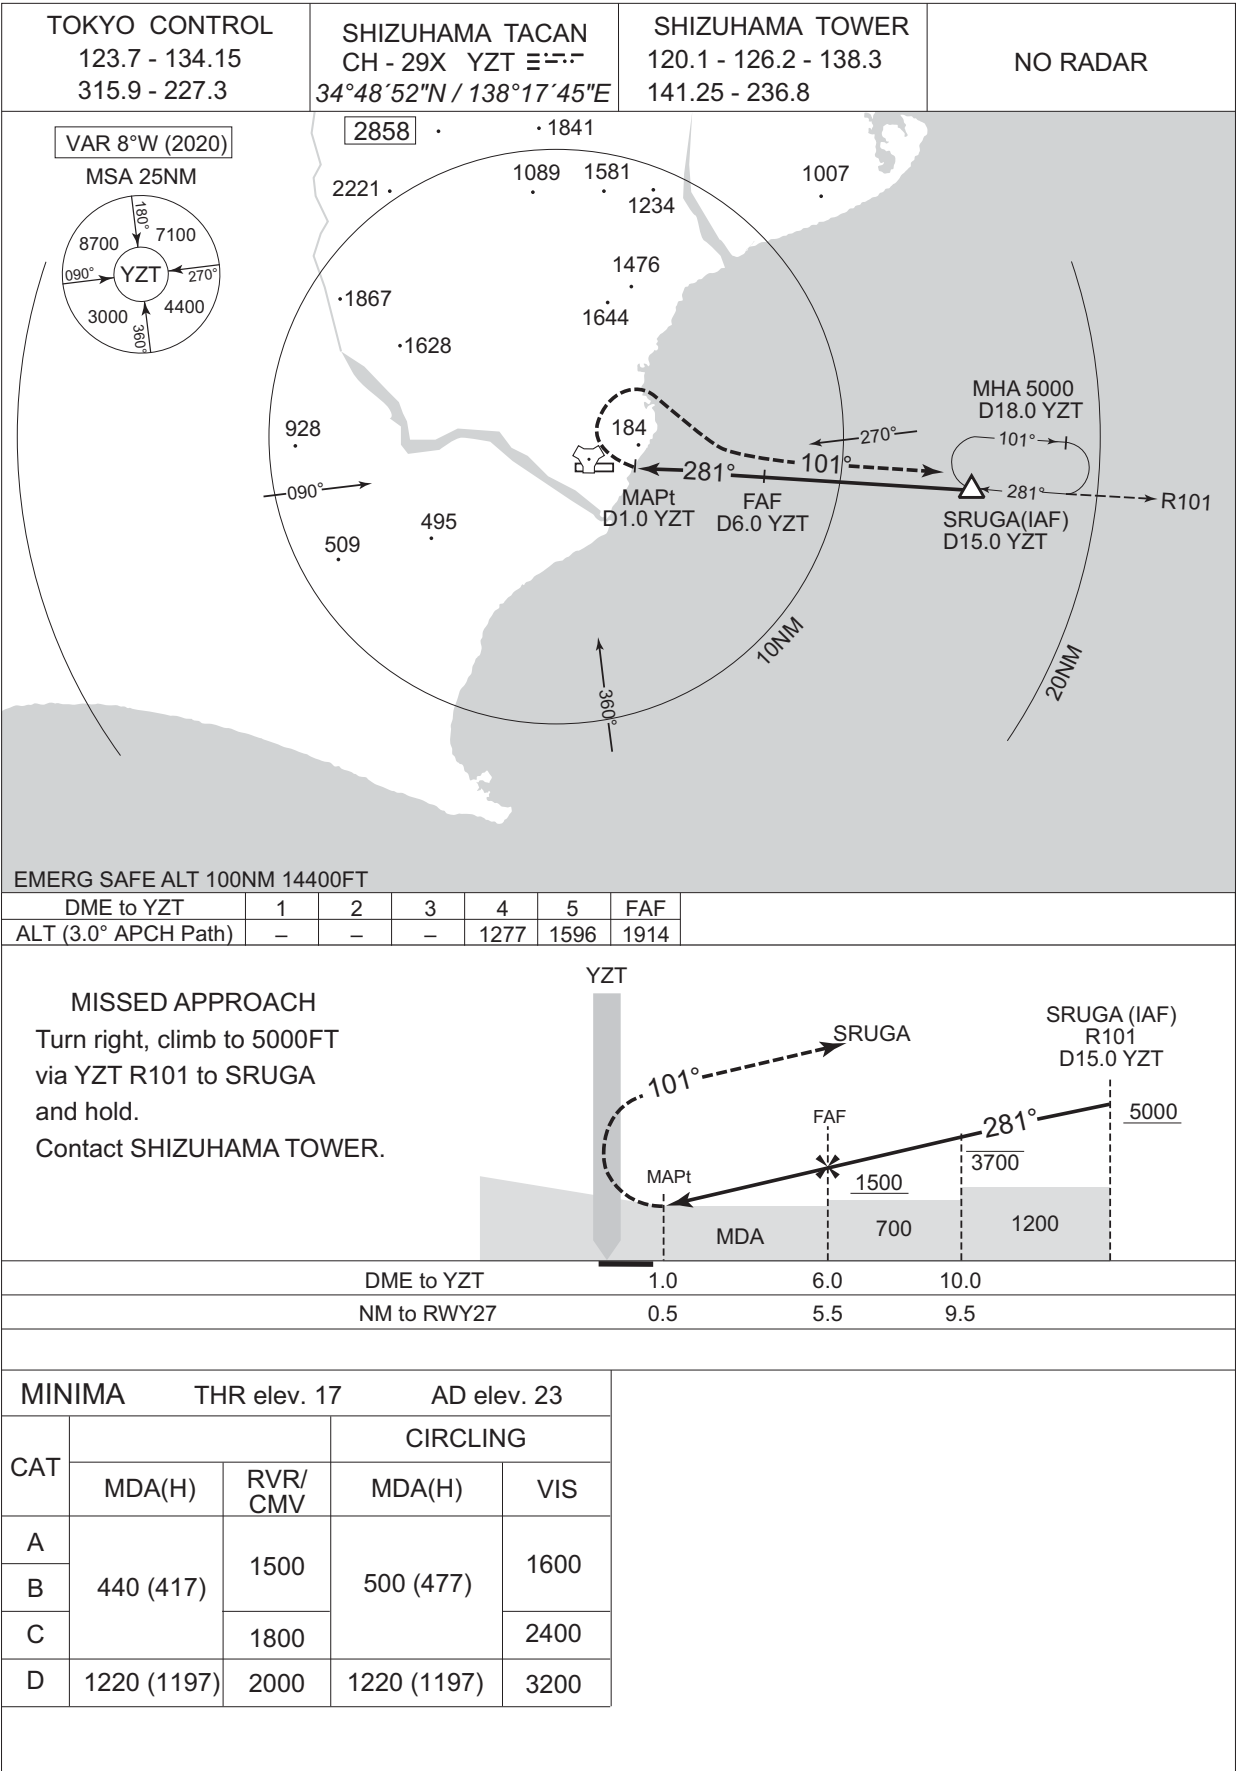 TOKYO CONTROL
123.7 - 134.15
315.9 - 227.3
SHIZUHAMA TACAN
CH - 29X YZT
34°48´52"N / 138°17´45"E
SHIZUHAMA TOWER
120.1 - 126.2 - 138.3
141.25 - 236.8
NO RADAR
VAR 8°W (2020)
MSA 25NM
180°
8700
7100
090°
YZT
270°
3000
4400
360°
2858
1841
2221
1089
1581
1234
1007
1476
1644
1867
1628
928
184
090°
495
509
270°
MHA 5000
D18.0 YZT
101°
281°
R101
281°
101°
MAPt
D1.0 YZT
FAF
D6.0 YZT
SRUGA(IAF)
D15.0 YZT
360°
10NM
20NM
EMERG SAFE ALT 100NM 14400FT
DME to YZT 1 2 3 4 5 FAF
ALT (3.0° APCH Path) – – – 1277 1596 1914
MISSED APPROACH
Turn right, climb to 5000FT
via YZT R101 to SRUGA
and hold.
Contact SHIZUHAMA TOWER.
YZT
SRUGA
101°
SRUGA (IAF)
R101
D15.0 YZT
FAF
281°
5000
3700
MAPt
1500
MDA
700
1200
DME to YZT 1.0 6.0 10.0
NM to RWY27 0.5 5.5 9.5
MINIMA THR elev. 17 AD elev. 23
CAT
CIRCLING
MDA(H)
RVR/
CMV
MDA(H)
VIS
A
B
440 (417)
1500
500 (477)
1600
C
1800
2400
D 1220 (1197) 2000 1220 (1197) 3200